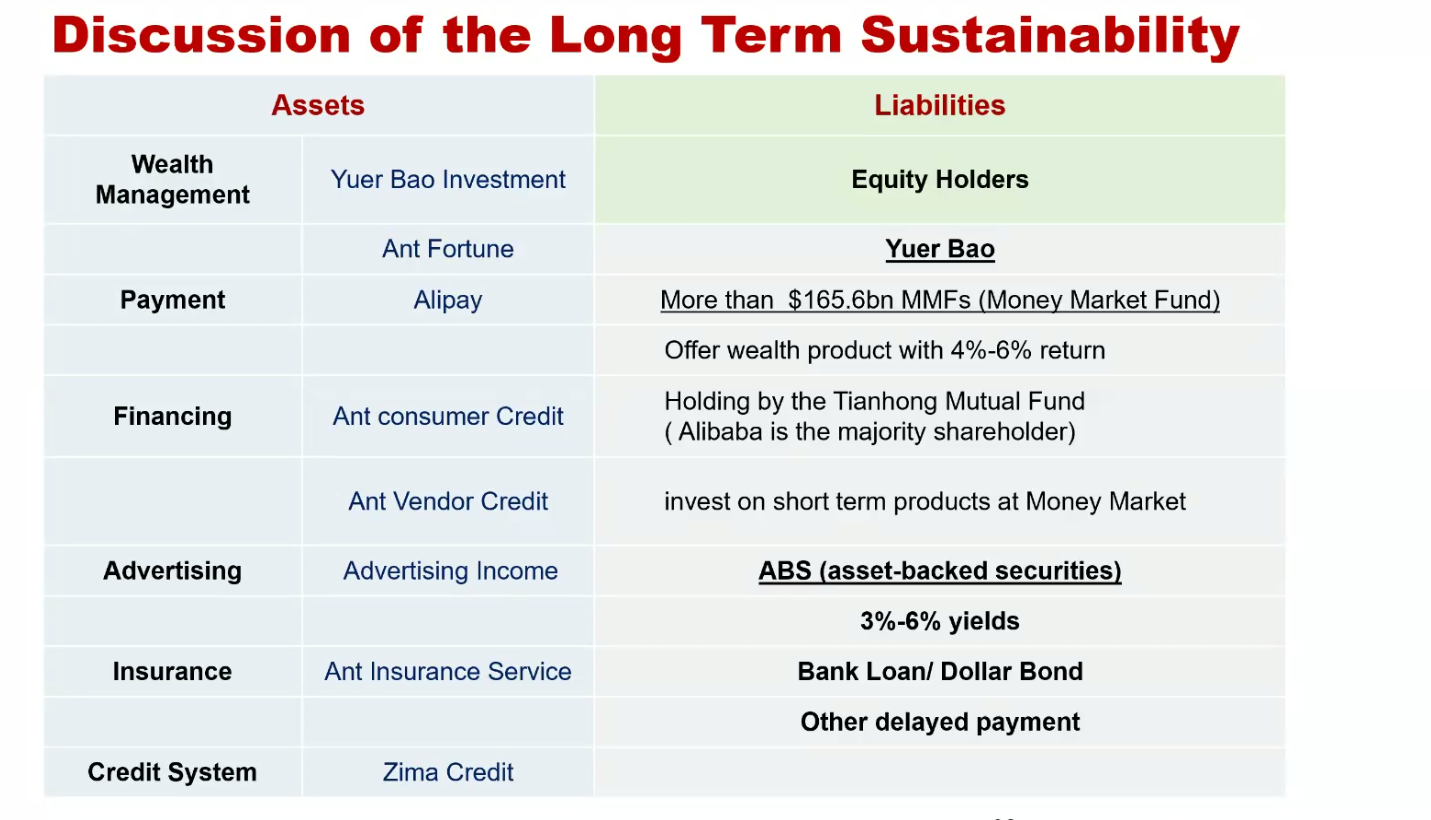 Discussion of the Long Term Sustainability
Assets
Liabilities
Wealth
Management
Yuer Bao Investment
Equity Holders
Ant Fortune
Yuer Bao
Payment
Alipay
More than $165.6bn MMFs (Money Market Fund)
Offer wealth product with 4%-6% return
Financing
Ant consumer Credit
Holding by the Tianhong Mutual Fund
( Alibaba is the majority shareholder)
Ant Vendor Credit
invest on short term products at Money Market
Advertising
Advertising Income
ABS (asset-backed securities)
3%-6% yields
Insurance
Ant Insurance Service
Bank Loan/ Dollar Bond
Other delayed payment
Credit System
Zima Credit